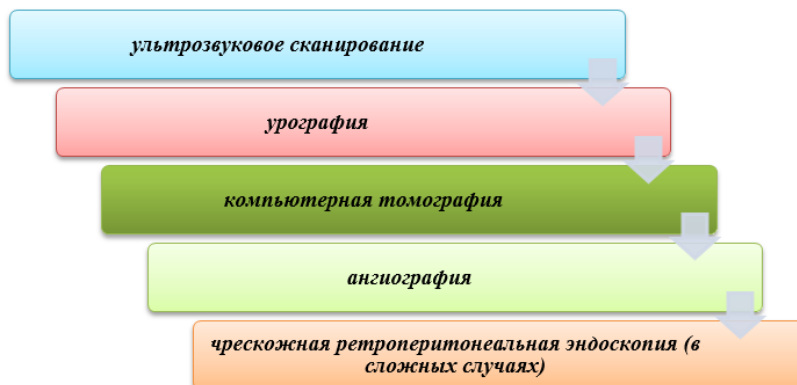 ультрозвуковое сканирование
урография
компьютерная томография
ангиография
чрескожная ретроперитонеальная эндоскопия (в
сложных случаях)